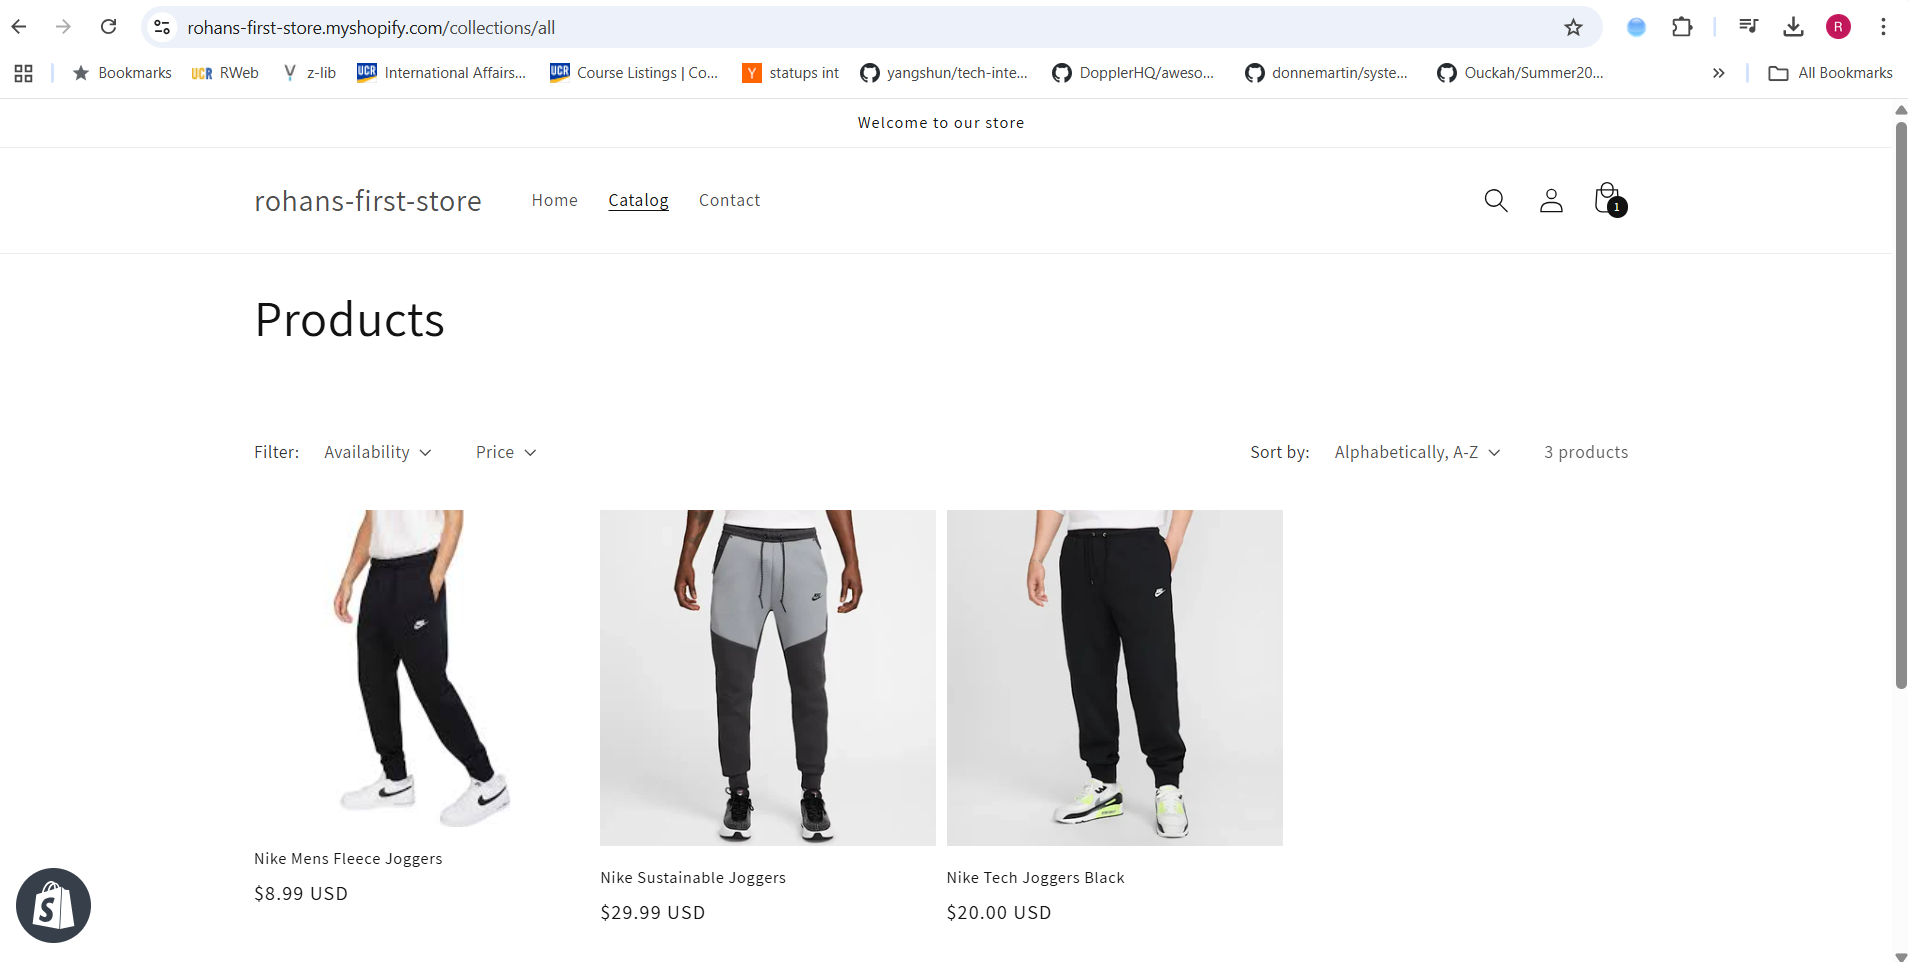 rohans-first-store.myshopify.com/collections/all
R
Bookmarks
UCR RWeb
z-lib
UCR International Affairs...
UCR Course Listings | Co...
Y statups int
yangshun/tech-inte...
DopplerHQ/aweso...
donnemartin/syste...
Ouckah/Summer20...
All Bookmarks
Welcome to our store
rohans-first-store
Home
Catalog
Contact
1
Products
Filter:
Availability
Price
Sort by:
Alphabetically, A-Z
3 products
Nike Mens Fleece Joggers
$8.99 USD
Nike Sustainable Joggers
$29.99 USD
Nike Tech Joggers Black
$20.00 USD
S